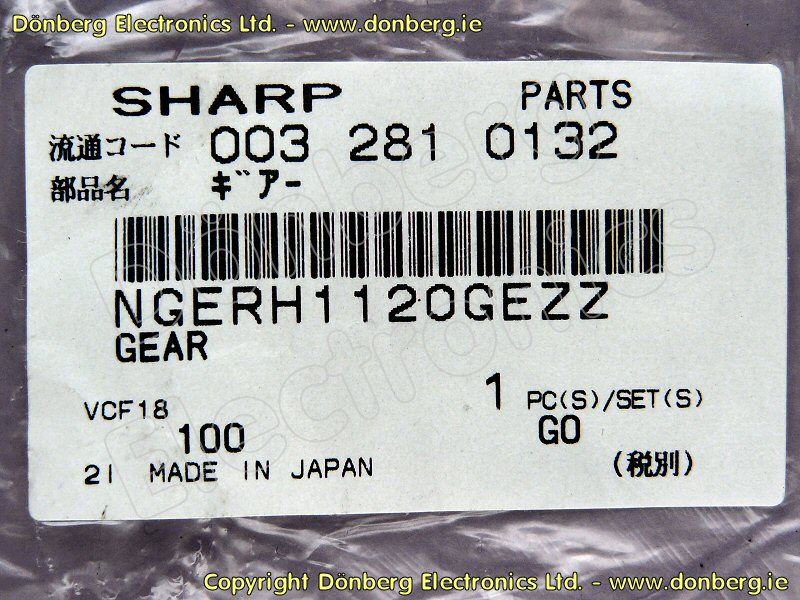 Dönberg Electronics Ltd. - www.donberg.ie
SHARP PARTS
流通コード 003 281 0132
部品名 ギアー
NGERH1120GEZZ
GEAR
VCF18 1 PC(S)/SET(S)
100 GO
21 MADE IN JAPAN (税別)
Dönberg Electronics
Copyright Dönberg Electronics Ltd. - www.donberg.ie